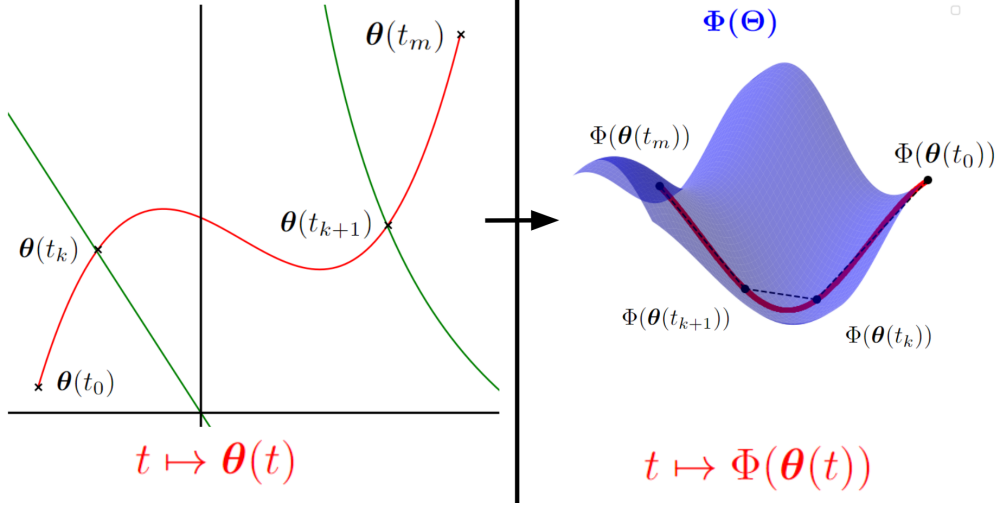 θ(t_m)
θ(t_{k+1})
θ(t_k)
θ(t_0)
t ↦ θ(t)
Φ(Θ)
Φ(θ(t_m))
Φ(θ(t_0))
Φ(θ(t_{k+1}))
Φ(θ(t_k))
t ↦ Φ(θ(t))